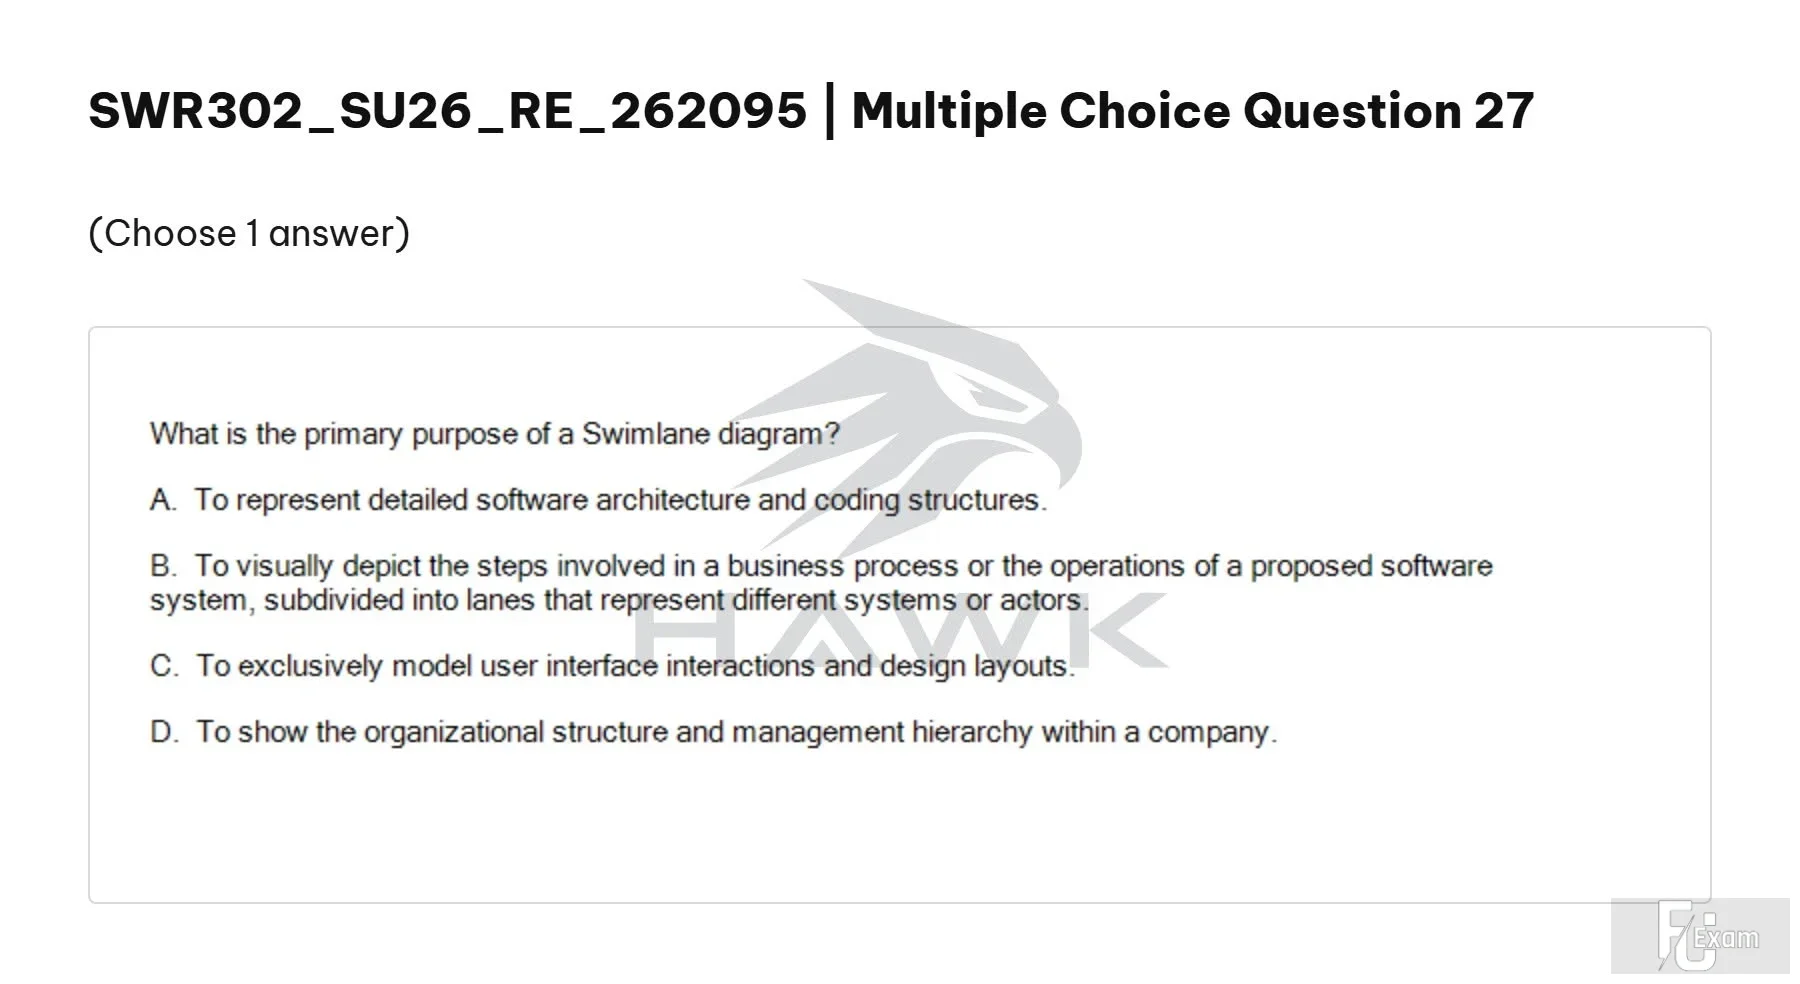 SWR302_SU26_RE_262095 | Multiple Choice Question 27
(Choose 1 answer)
What is the primary purpose of a Swimlane diagram?
A. To represent detailed software architecture and coding structures.
B. To visually depict the steps involved in a business process or the operations of a proposed software
system, subdivided into lanes that represent different systems or actors.
C. To exclusively model user interface interactions and design layouts.
D. To show the organizational structure and management hierarchy within a company.
HAWK
FU Exam